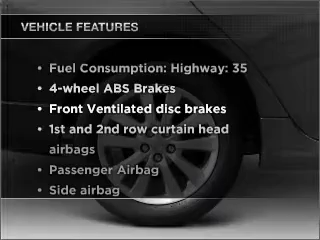 VEHICLE FEATURES
• Fuel Consumption: Highway: 35
• 4-wheel ABS Brakes
• Front Ventilated disc brakes
• 1st and 2nd row curtain head
airbags
• Passenger Airbag
• Side airbag